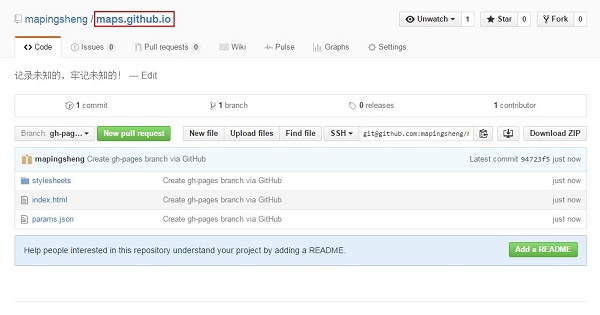 mapingsheng / maps.github.io Unwatch 1 Star 0 Fork 0
Code Issues 0 Pull requests 0 Wiki Pulse Graphs Settings
记录未知的，牢记未知的！ — Edit
1 commit 1 branch 0 releases 1 contributor
Branch: gh-pag… New pull request New file Upload files Find file SSH git@github.com:mapingsheng/m Download ZIP
mapingsheng Create gh-pages branch via GitHub Latest commit 94723f5 just now
stylesheets Create gh-pages branch via GitHub just now
index.html Create gh-pages branch via GitHub just now
params.json Create gh-pages branch via GitHub just now
Help people interested in this repository understand your project by adding a README. Add a README